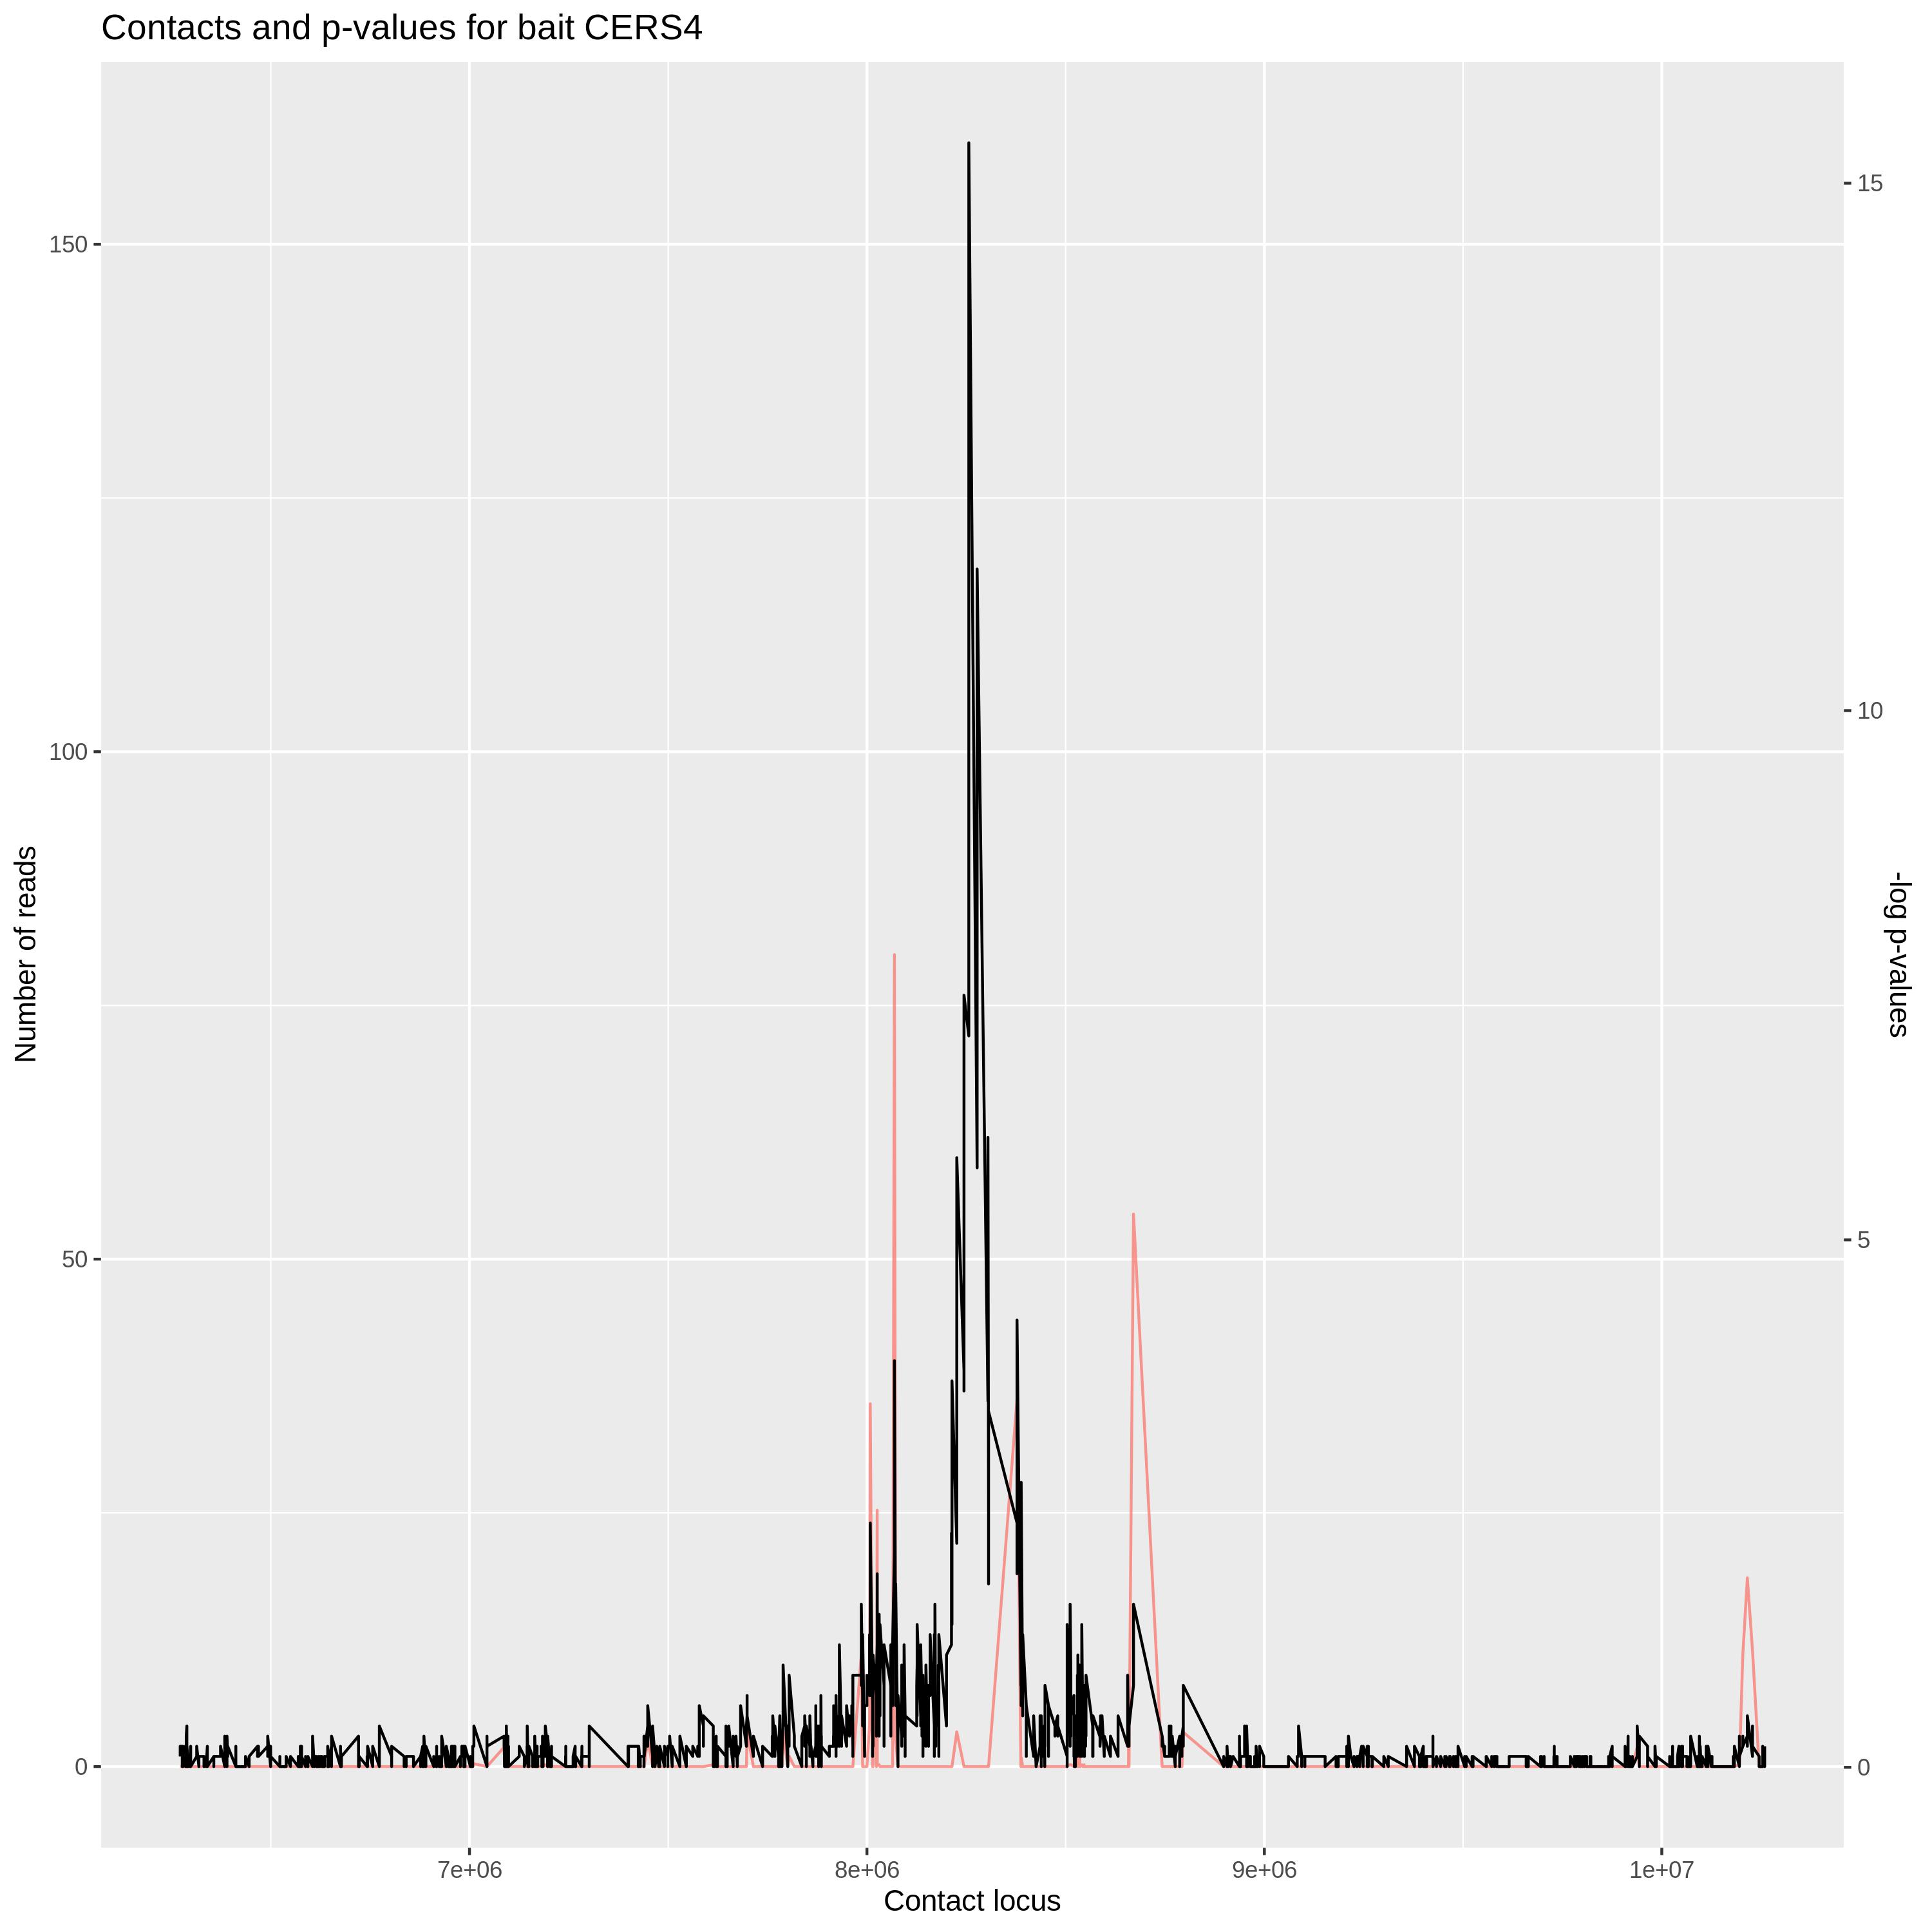 Contacts and p-values for bait CERS4
150
100
50
0
Number of reads
15
10
5
0
-log p-values
7e+06
8e+06
9e+06
1e+07
Contact locus